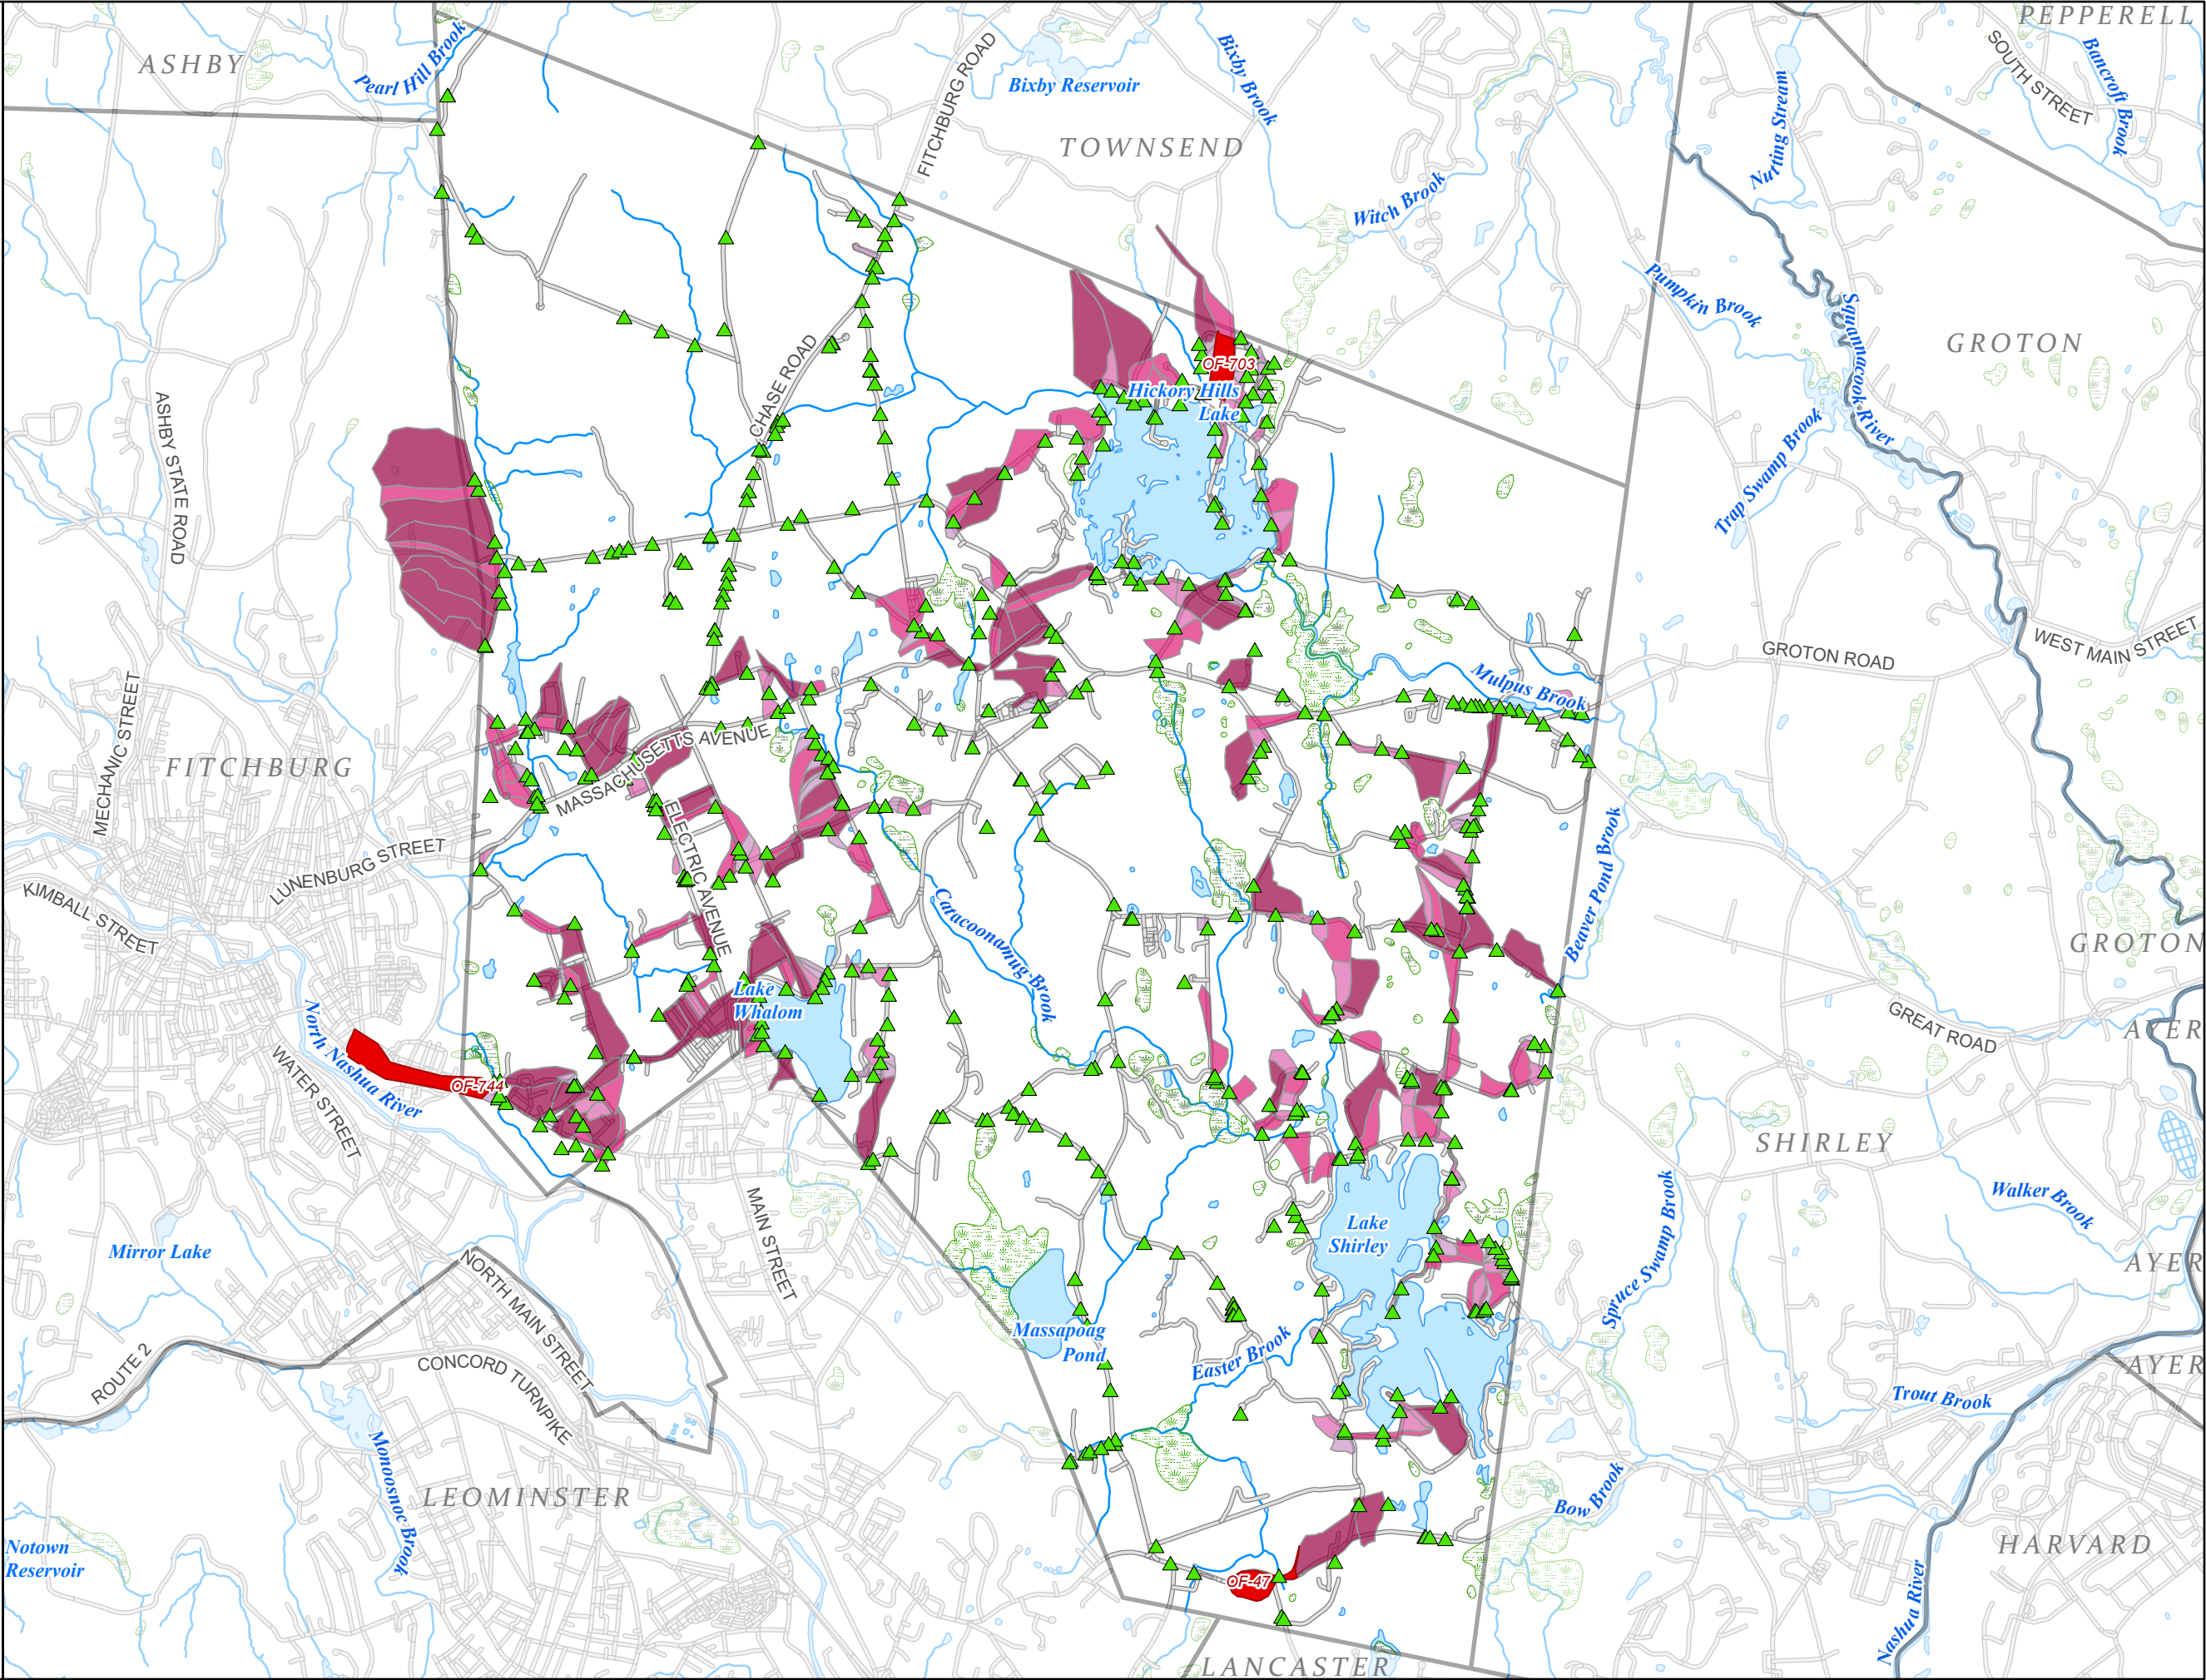 PEPPERELL
ASHBY
Pearl Hill Brook
FITCHBURG ROAD
Bixby Reservoir
Bixby Brook
SOUTH STREET
Bancroft Brook
Nutting Stream
TOWNSEND
Witch Brook
Pumpkin Brook
Squannacook River
GROTON
OF-703
Hickory Hills
Lake
CHASE ROAD
ASHBY STATE ROAD
Trap Swamp Brook
GROTON ROAD
WEST MAIN STREET
Mulpus Brook
MECHANIC STREET
FITCHBURG
MASSACHUSETTS AVENUE
ELECTRIC AVENUE
LUNENBURG STREET
KIMBALL STREET
Beaver Pond Brook
GROTON
Catacoonamug Brook
Lake
Whalom
North Nashua River
WATER STREET
OF-744
GREAT ROAD
AYER
SHIRLEY
Walker Brook
Spruce Swamp Brook
Lake
Shirley
MAIN STREET
Mirror Lake
NORTH MAIN STREET
AYER
Massapoag
Pond
Easter Brook
ROUTE 2
CONCORD TURNPIKE
AYER
Trout Brook
Monoosnoc Brook
LEOMINSTER
Bow Brook
Notown
Reservoir
HARVARD
OF-47
Nashua River
LANCASTER